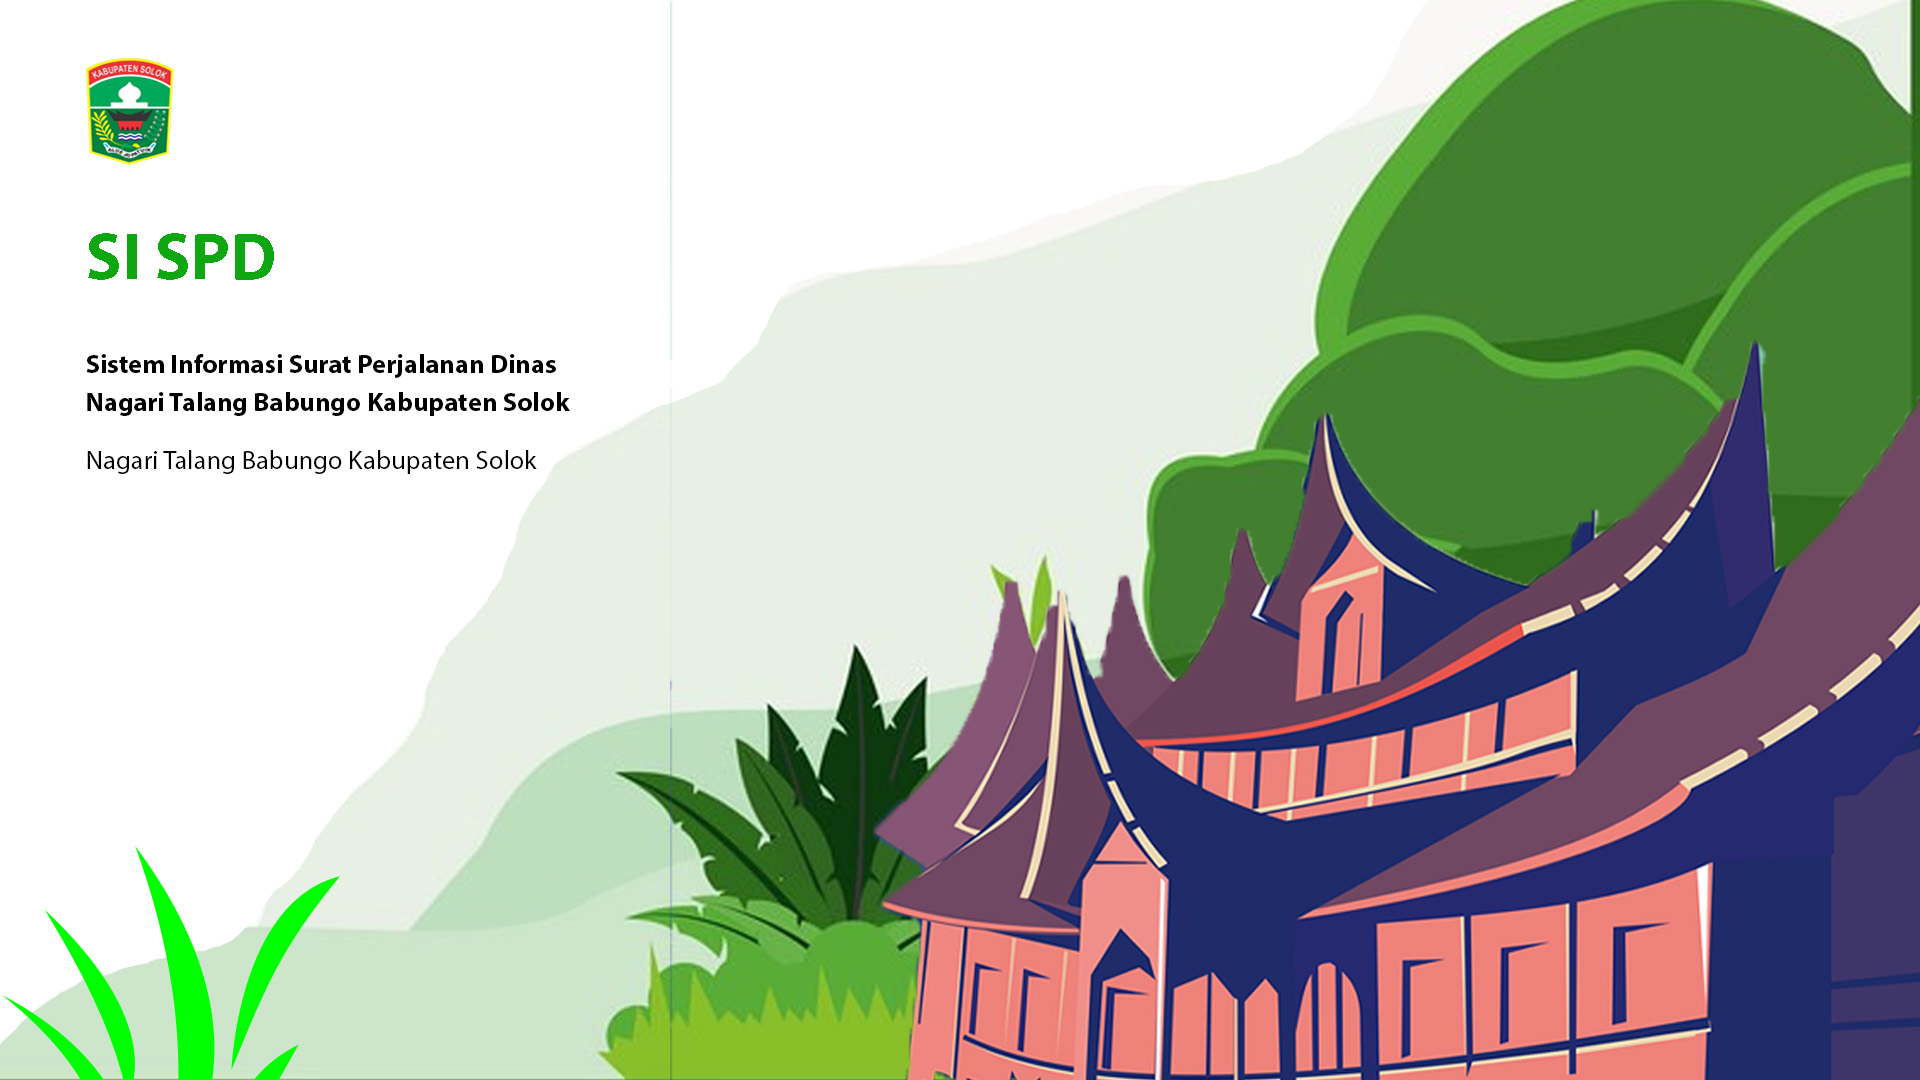 KABUPATEN SOLOK
SI SPD
Sistem Informasi Surat Perjalanan Dinas
Nagari Talang Babungo Kabupaten Solok
Nagari Talang Babungo Kabupaten Solok